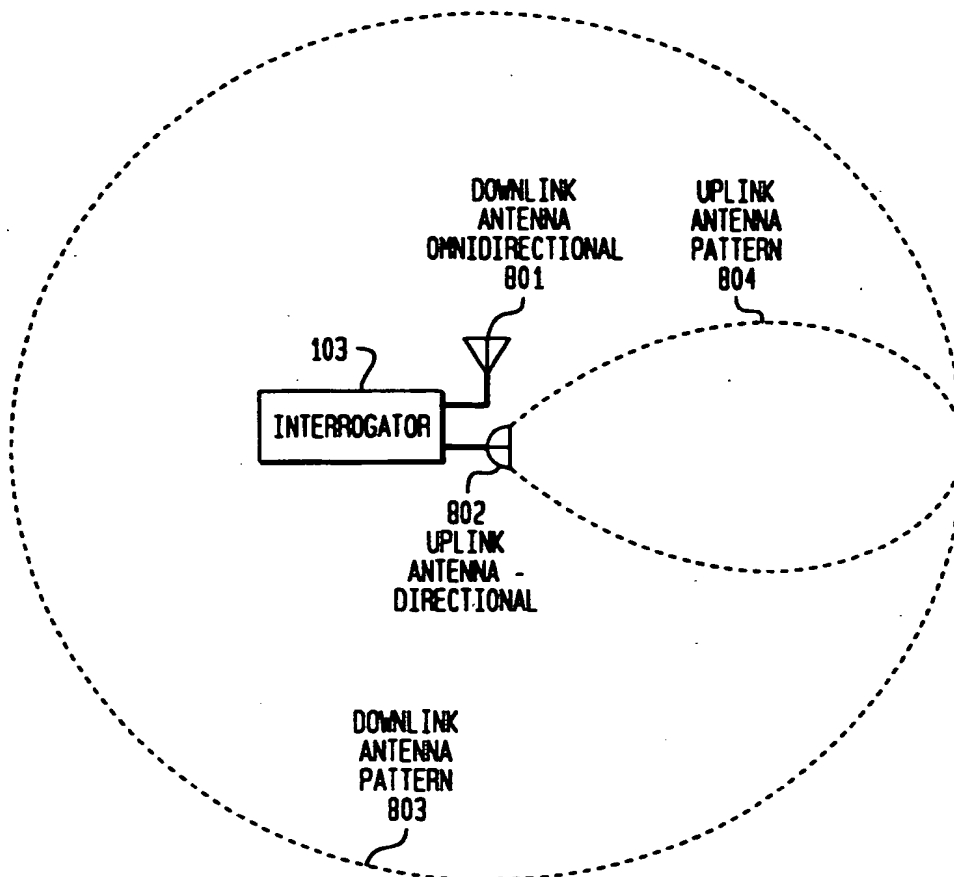 DOWNLINK
ANTENNA
OMNIDIRECTIONAL
801
UPLINK
ANTENNA
PATTERN
804
103
INTERROGATOR
802
UPLINK
ANTENNA -
DIRECTIONAL
DOWNLINK
ANTENNA
PATTERN
803